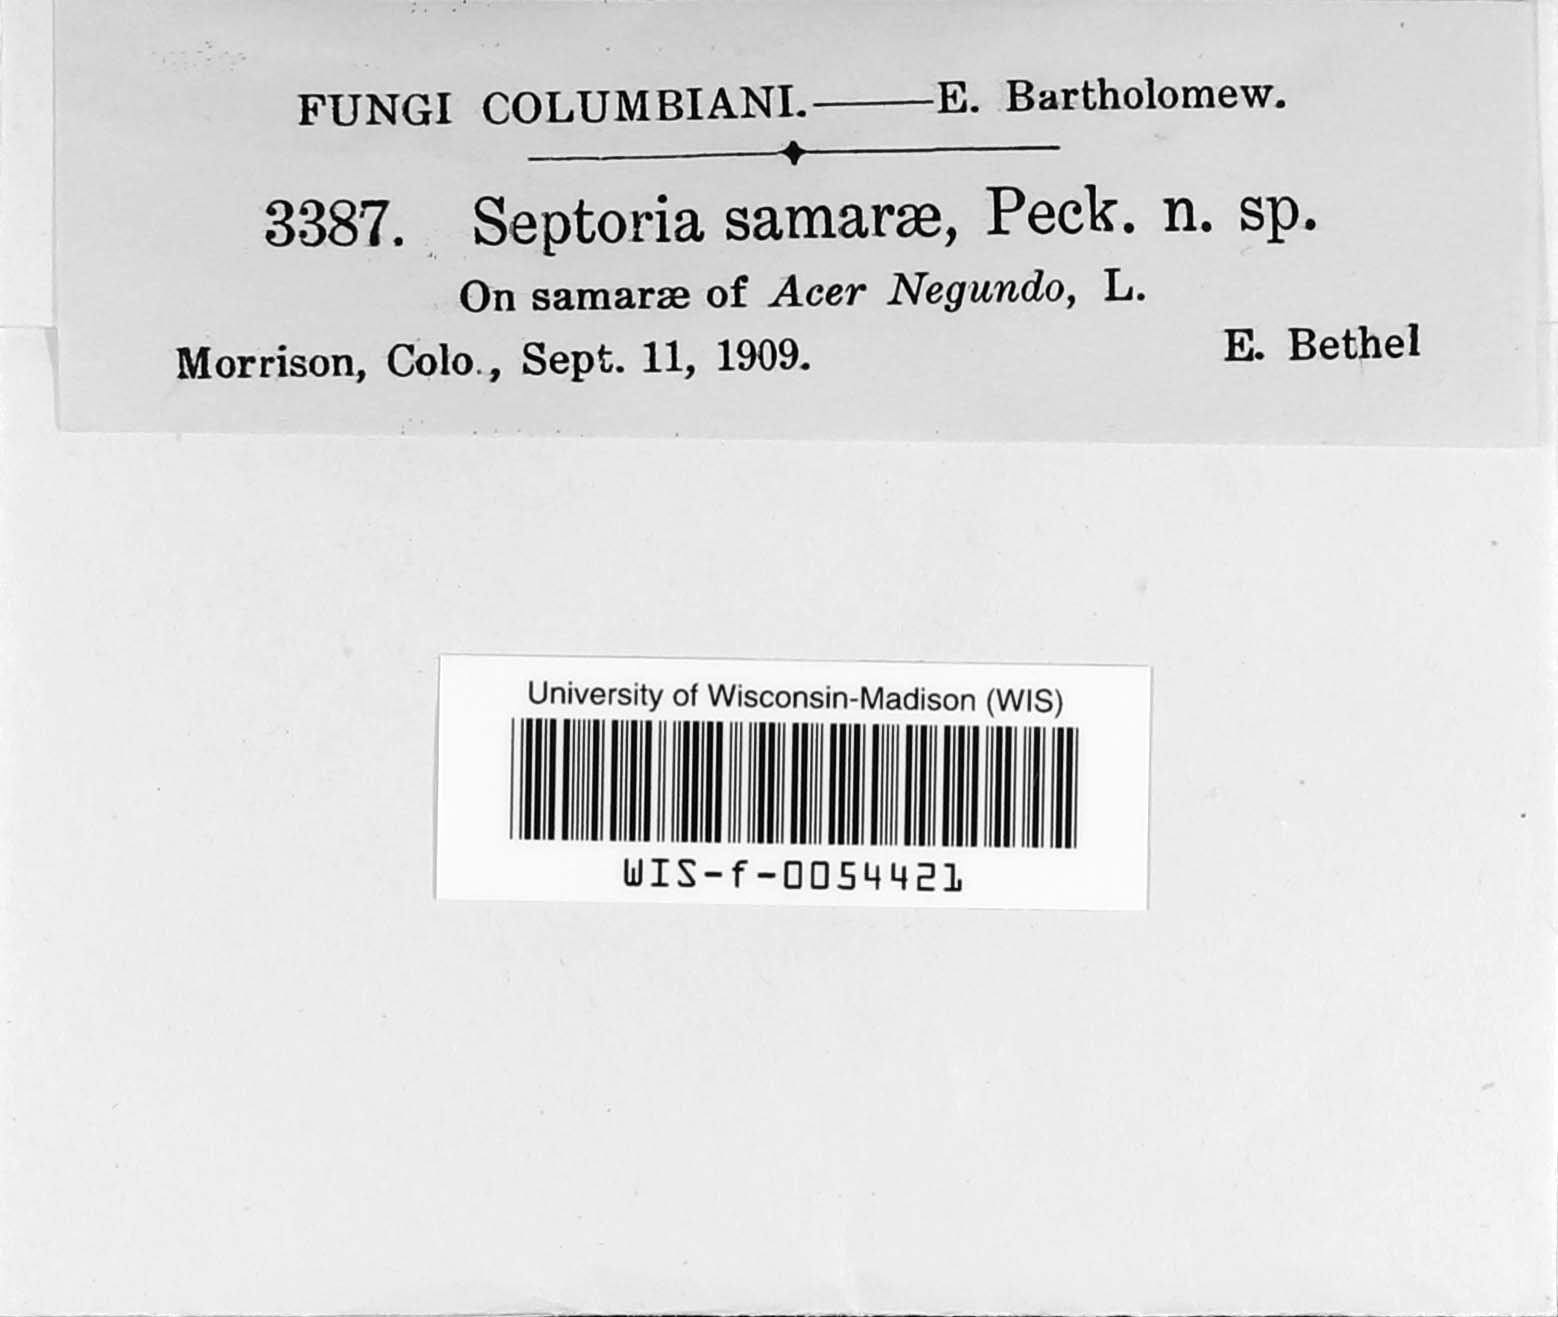 FUNGI COLUMBIANI.——E. Bartholomew.
3387. Septoria samaræ, Peck. n. sp.
On samaræ of Acer Negundo, L.
Morrison, Colo., Sept. 11, 1909. E. Bethel
University of Wisconsin-Madison (WIS)
WIS-f-0054421